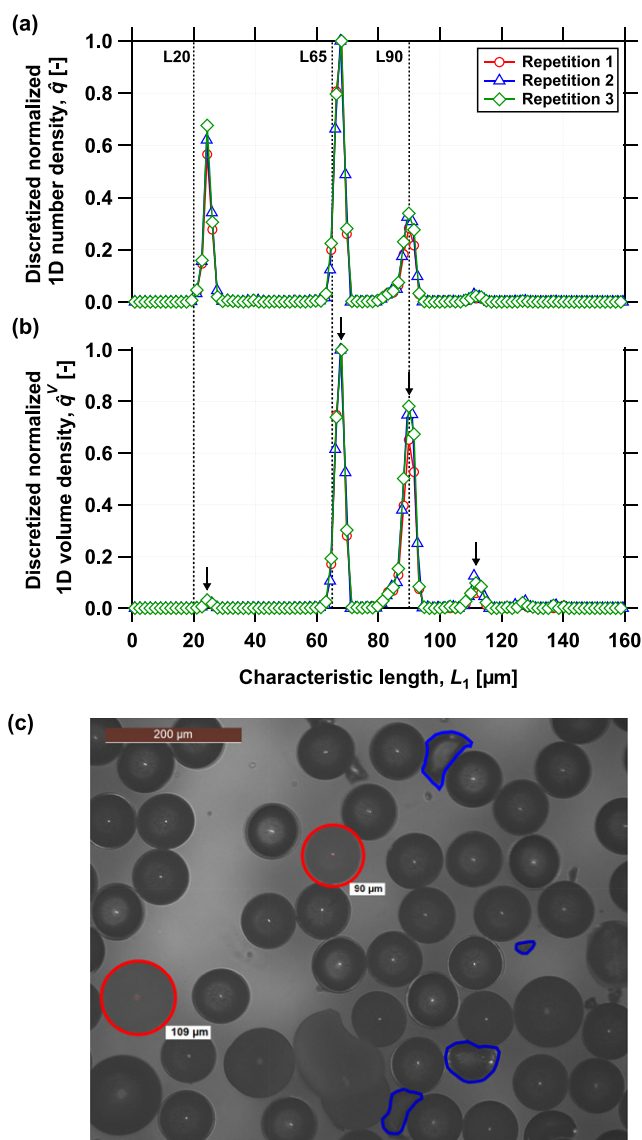 (a)
Discretized normalized
1D number density, q̂ [-]
1.0
0.8
0.6
0.4
0.2
0.0
L20
L65
L90
Repetition 1
Repetition 2
Repetition 3
(b)
Discretized normalized
1D volume density, q̂ⱽ [-]
1.0
0.8
0.6
0.4
0.2
0.0
0 20 40 60 80 100 120 140 160
Characteristic length, L₁ [µm]
(c)
200 µm
90 µm
109 µm